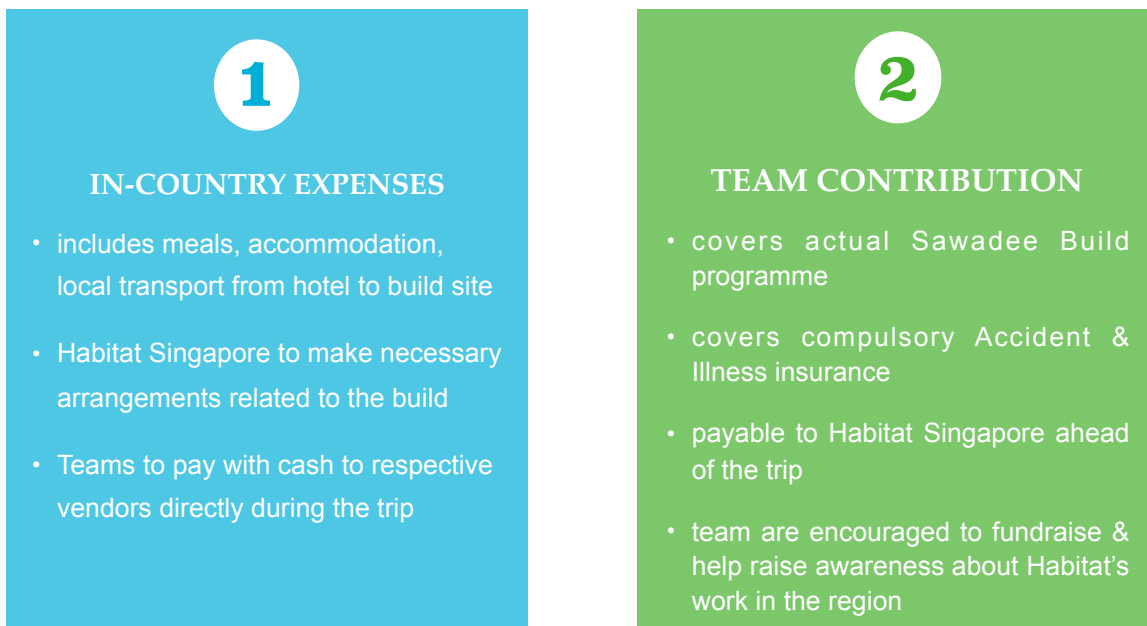 1
IN-COUNTRY EXPENSES
• includes meals, accommodation,
local transport from hotel to build site
• Habitat Singapore to make necessary
arrangements related to the build
• Teams to pay with cash to respective
vendors directly during the trip
2
TEAM CONTRIBUTION
• covers actual Sawadee Build
programme
• covers compulsory Accident &
Illness insurance
• payable to Habitat Singapore ahead
of the trip
• team are encouraged to fundraise &
help raise awareness about Habitat's
work in the region